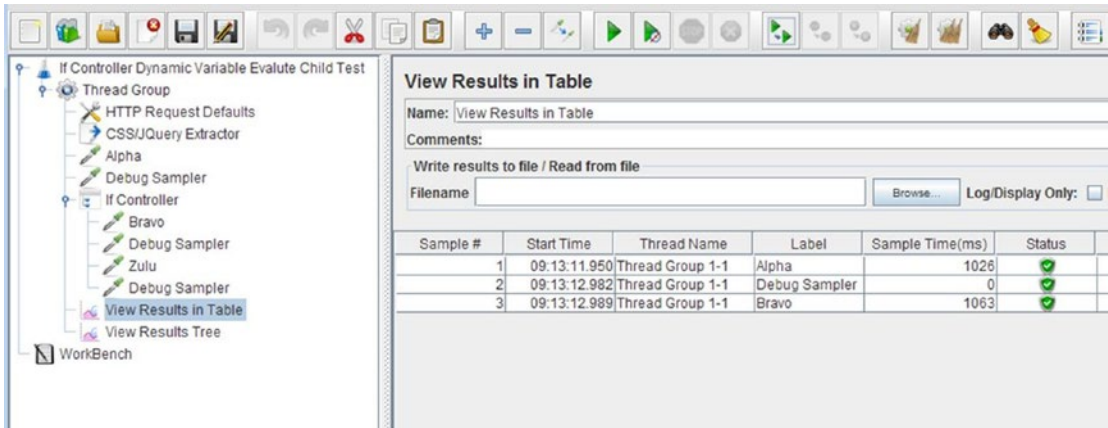 If Controller Dynamic Variable Evalute Child Test
Thread Group
HTTP Request Defaults
CSS/JQuery Extractor
Alpha
Debug Sampler
If Controller
Bravo
Debug Sampler
Zulu
Debug Sampler
View Results in Table
View Results Tree
WorkBench
View Results in Table
Name: View Results in Table
Comments:
Write results to file / Read from file
Filename Browse... Log/Display Only:
Sample # Start Time Thread Name Label Sample Time(ms) Status
1 09:13:11.950 Thread Group 1-1 Alpha 1026
2 09:13:12.982 Thread Group 1-1 Debug Sampler 0
3 09:13:12.989 Thread Group 1-1 Bravo 1063